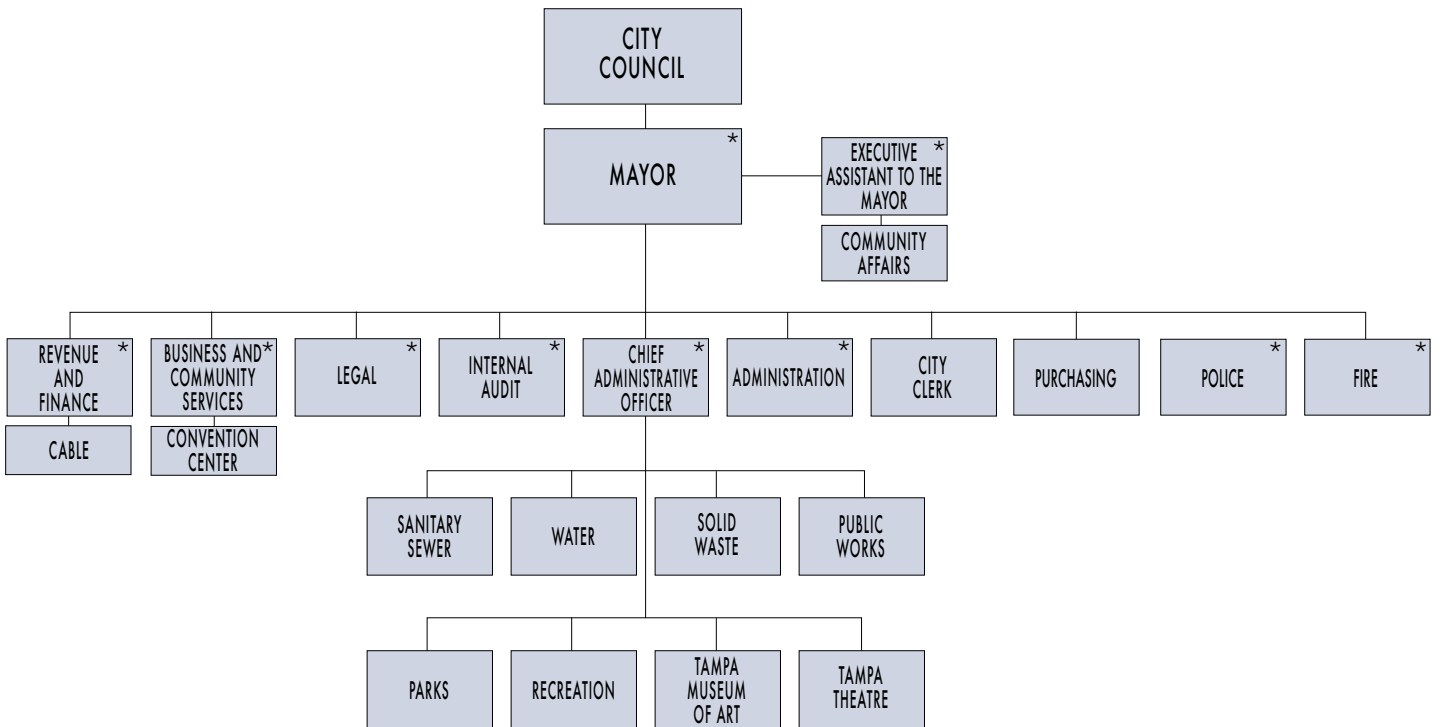 CITY
COUNCIL
*
MAYOR
EXECUTIVE *
ASSISTANT TO THE
MAYOR
COMMUNITY
AFFAIRS
REVENUE *
AND
FINANCE
CABLE
BUSINESS AND*
COMMUNITY
SERVICES
CONVENTION
CENTER
*
LEGAL
*
INTERNAL
AUDIT
CHIEF *
ADMINISTRATIVE
OFFICER
*
ADMINISTRATION
CITY
CLERK
PURCHASING
*
POLICE
*
FIRE
SANITARY
SEWER
WATER
SOLID
WASTE
PUBLIC
WORKS
PARKS
RECREATION
TAMPA
MUSEUM
OF ART
TAMPA
THEATRE